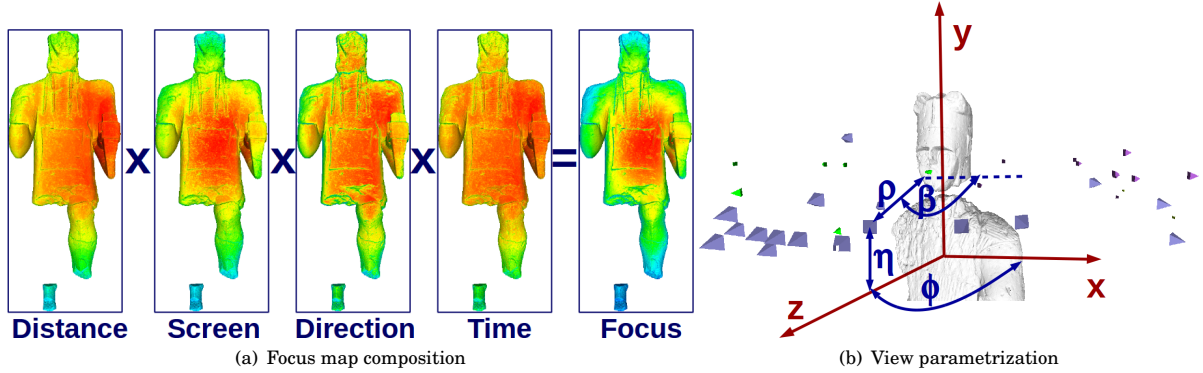 x x x =
Distance Screen Direction Time Focus
(a) Focus map composition
y
ρ
β
η
ϕ
x
z
(b) View parametrization